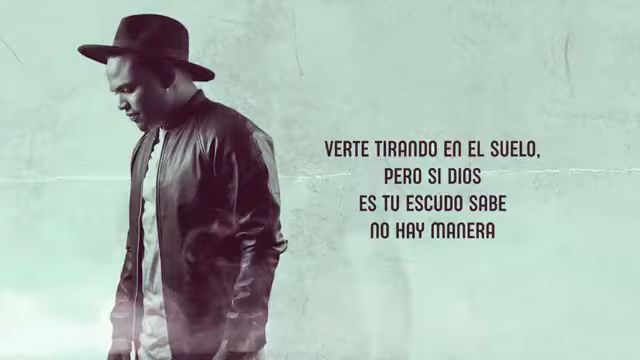 VERTE TIRANDO EN EL SUELO,
PERO SI DIOS
ES TU ESCUDO SABE
NO HAY MANERA